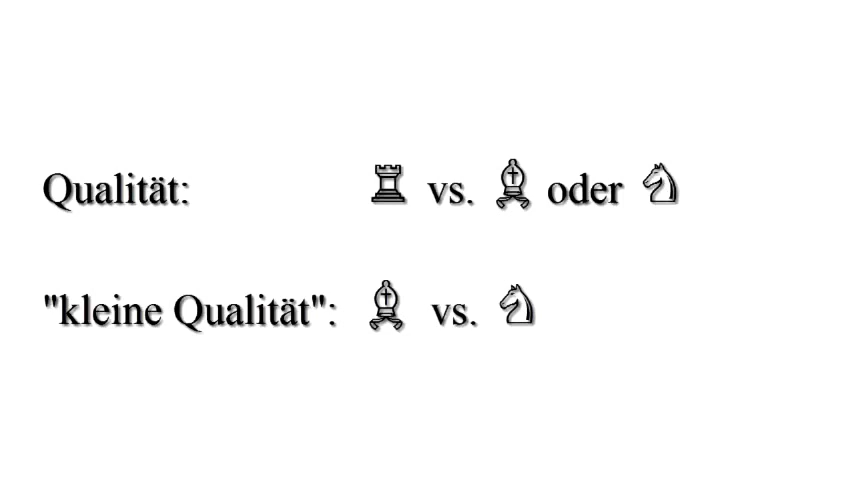 Qualität: ♖ vs. ♗ oder ♘
"kleine Qualität": ♗ vs. ♘